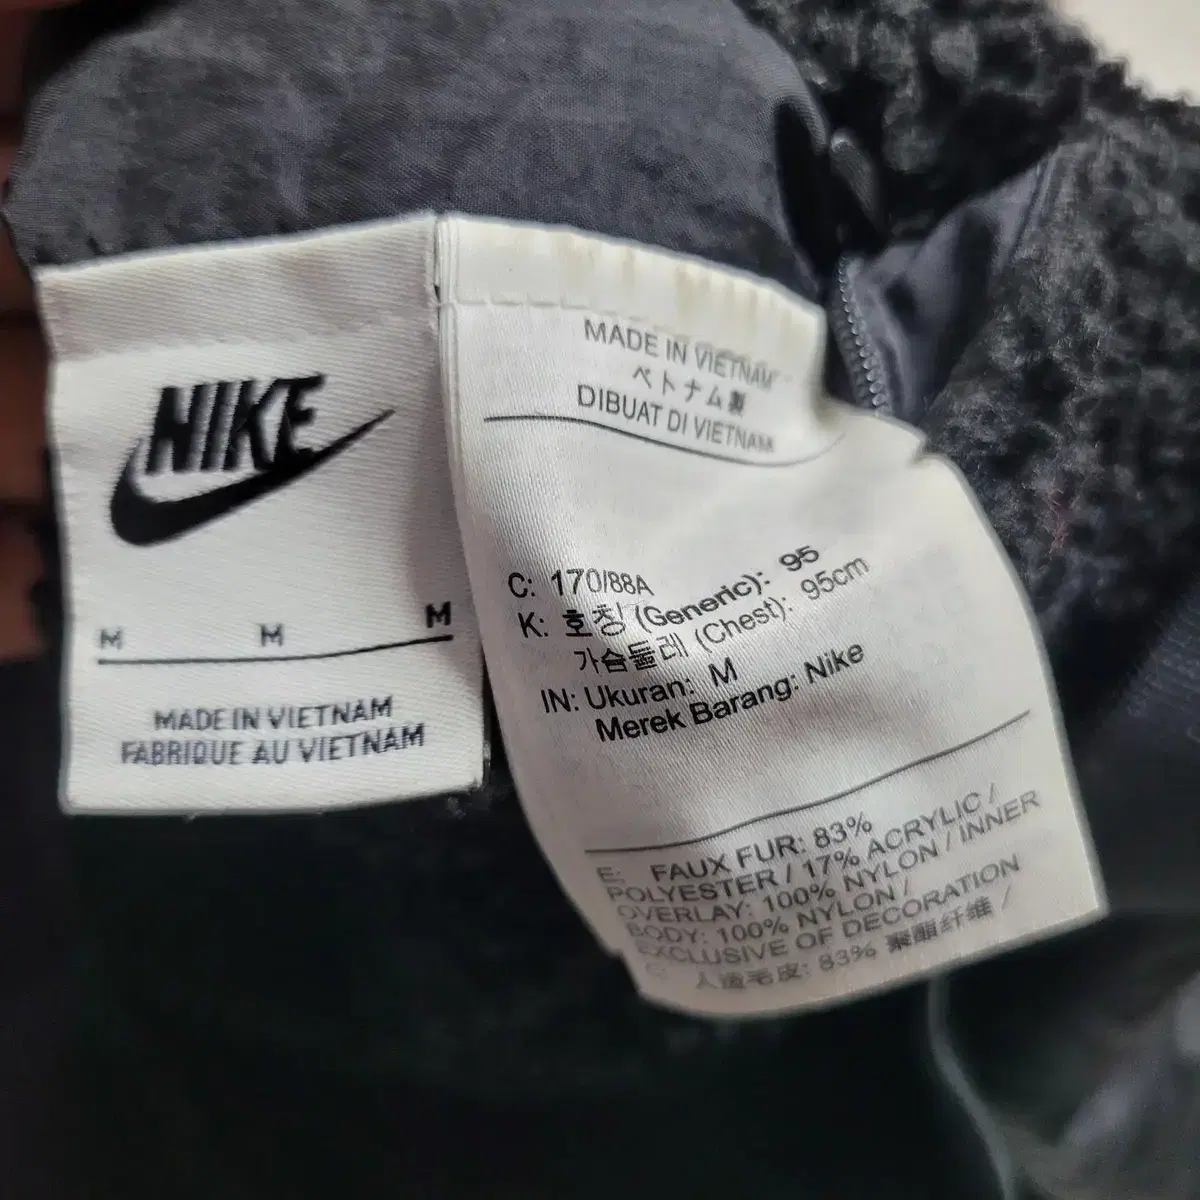 NIKE
M M M
MADE IN VIETNAM
FABRIQUE AU VIETNAM
MADE IN VIETNAM
ベトナム製
DIBUAT DI VIETNAM
C: 170/88A
K: 호칭 (Generic): 95
가슴둘레 (Chest): 95cm
IN: Ukuran: M
Merek Barang: Nike
E: FAUX FUR: 83%
POLYESTER / 17% ACRYLIC /
OVERLAY: 100% NYLON / INNER
BODY: 100% NYLON /
EXCLUSIVE OF DECORATION
C: 人造毛皮: 83% 聚酯纤维 /